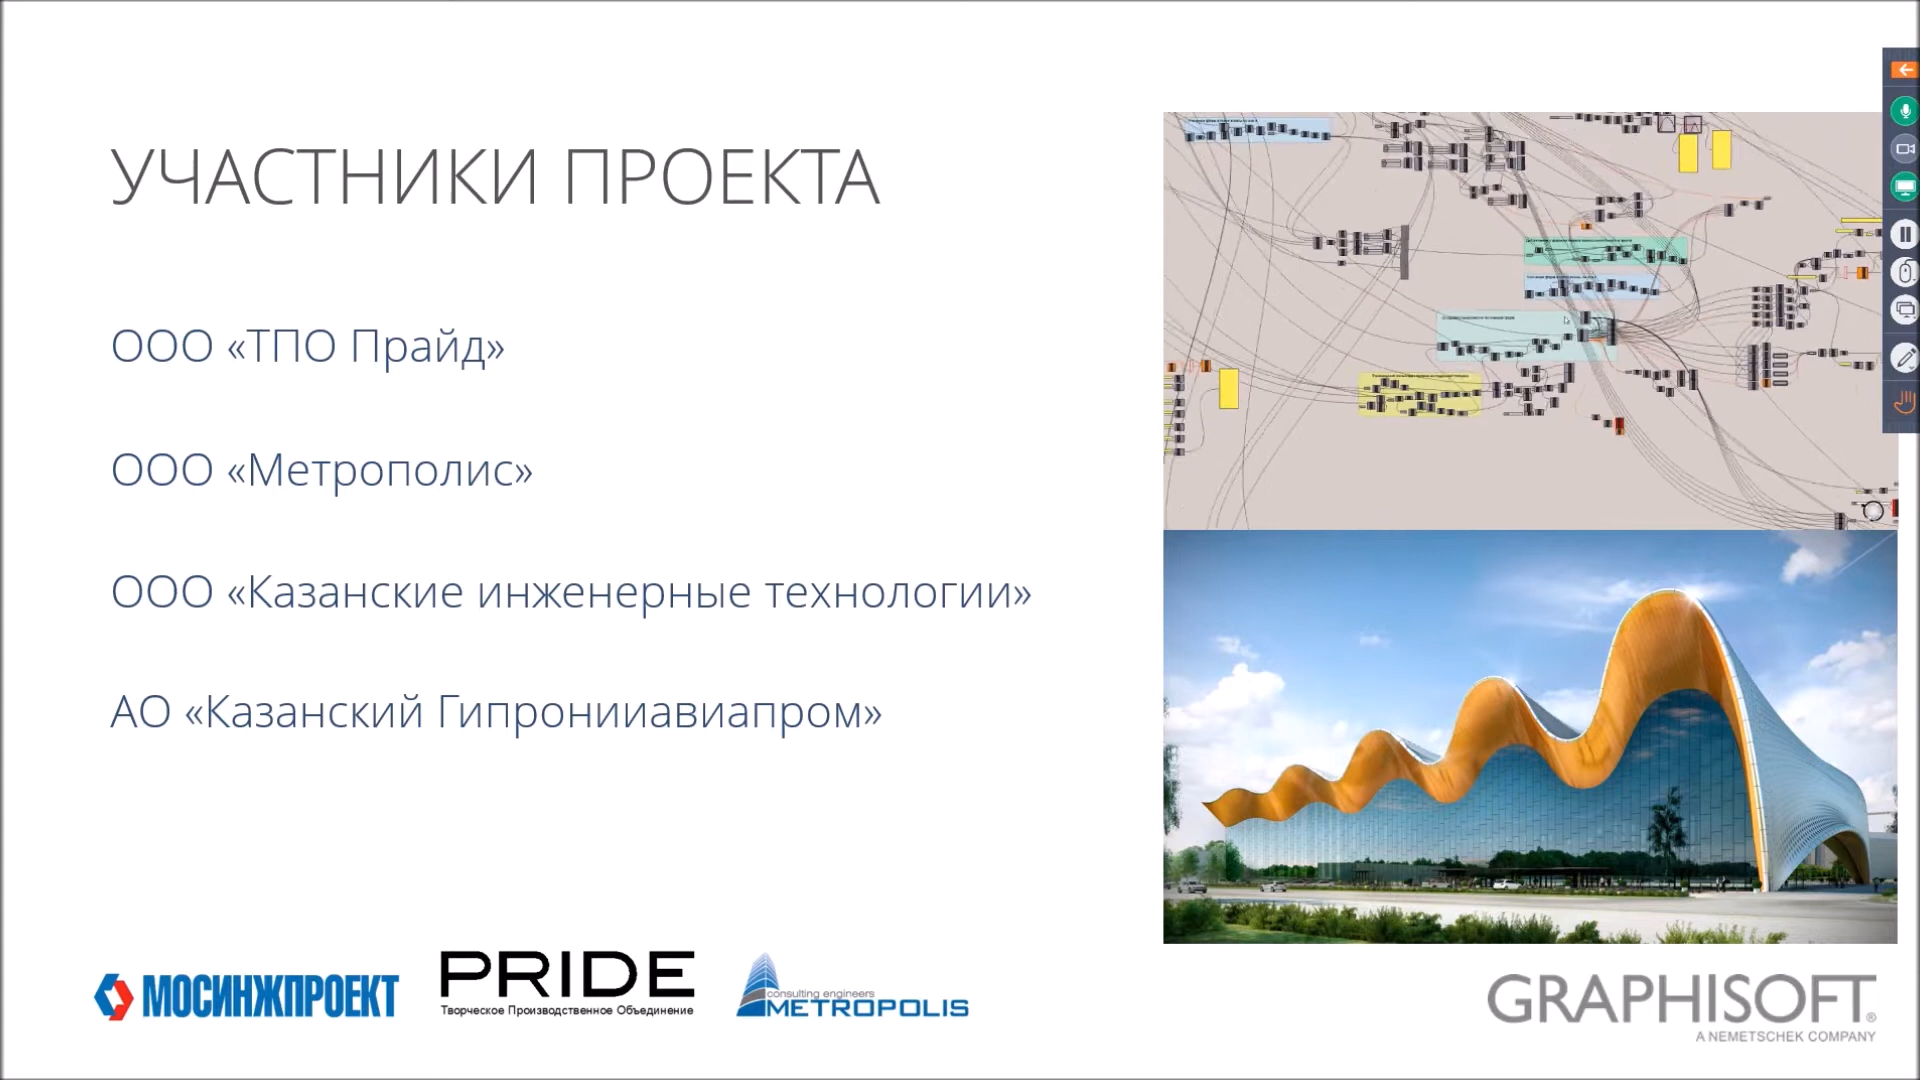 УЧАСТНИКИ ПРОЕКТА
ООО «ТПО Прайд»
ООО «Метрополис»
ООО «Казанские инженерные технологии»
АО «Казанский Гипронииавиапром»
МОСИНЖПРОЕКТ
PRIDE
Творческое Производственное Объединение
consulting engineers
METROPOLIS
GRAPHISOFT®
A NEMETSCHEK COMPANY